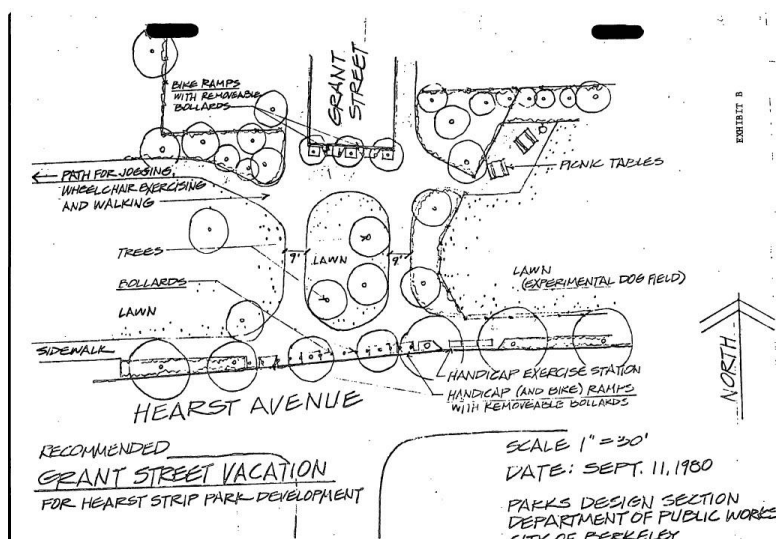 BIKE RAMPS
WITH REMOVEABLE
BOLLARDS
GRANT
STREET
EXHIBIT B
PICNIC TABLES
PATH FOR JOGGING,
WHEELCHAIR EXERCISING
AND WALKING
TREES
9'
LAWN
9'
BOLLARDS
LAWN
LAWN
(EXPERIMENTAL DOG FIELD)
SIDEWALK
NORTH
HANDICAP EXERCISE STATION
HANDICAP (AND BIKE) RAMPS
WITH REMOVEABLE BOLLARDS
HEARST AVENUE
RECOMMENDED
GRANT STREET VACATION
FOR HEARST STRIP PARK DEVELOPMENT
SCALE 1" = 30'
DATE: SEPT. 11, 1980
PARKS DESIGN SECTION
DEPARTMENT OF PUBLIC WORKS
CITY OF BERKELEY